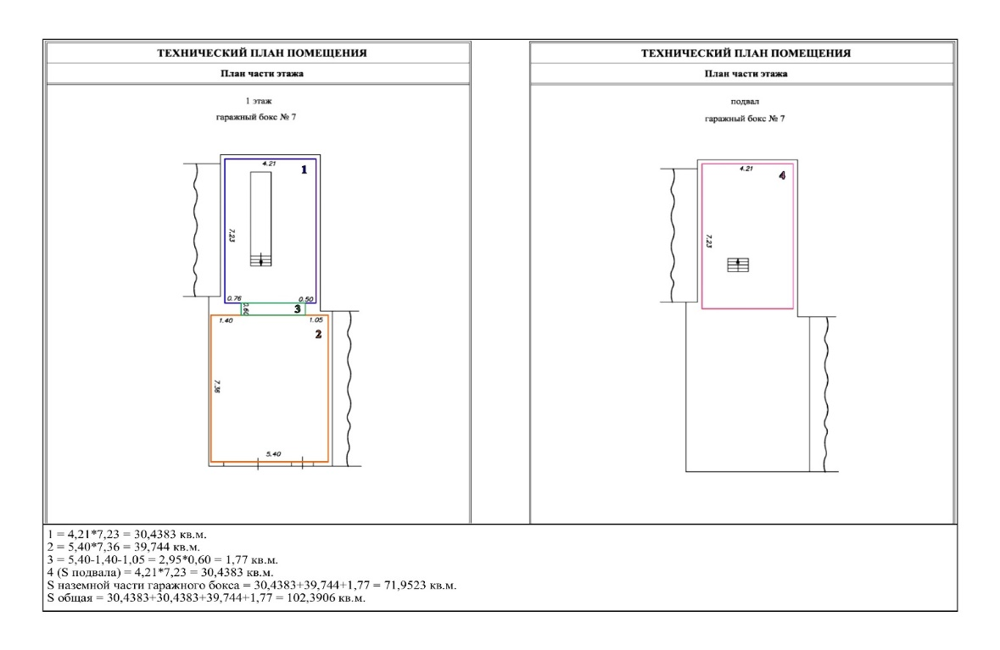 ТЕХНИЧЕСКИЙ ПЛАН ПОМЕЩЕНИЯ
План части этажа
1 этаж
гаражный бокс № 7
4.21
1
7.23
0.76
0.50
0.60
3
1.40
1.05
2
7.36
5.40
ТЕХНИЧЕСКИЙ ПЛАН ПОМЕЩЕНИЯ
План части этажа
подвал
гаражный бокс № 7
4.21
4
7.23
1 = 4,21*7,23 = 30,4383 кв.м.
2 = 5,40*7,36 = 39,744 кв.м.
3 = 5,40-1,40-1,05 = 2,95*0,60 = 1,77 кв.м.
4 (S подвала) = 4,21*7,23 = 30,4383 кв.м.
S наземной части гаражного бокса = 30,4383+39,744+1,77 = 71,9523 кв.м.
S общая = 30,4383+30,4383+39,744+1,77 = 102,3906 кв.м.